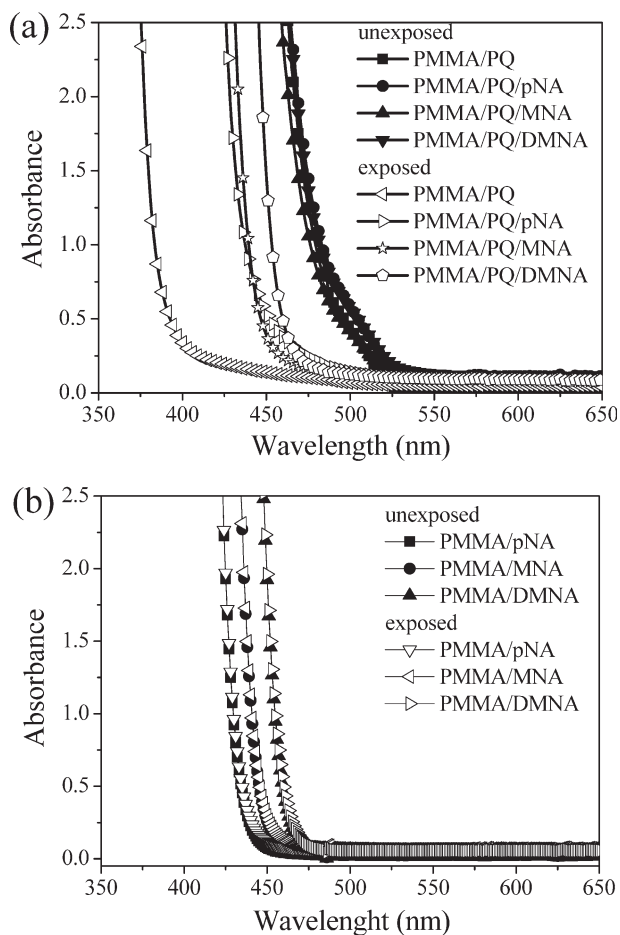 (a)
2.5
2.0
1.5
1.0
0.5
0.0
Absorbance
unexposed
PMMA/PQ
PMMA/PQ/pNA
PMMA/PQ/MNA
PMMA/PQ/DMNA
exposed
PMMA/PQ
PMMA/PQ/pNA
PMMA/PQ/MNA
PMMA/PQ/DMNA
350 400 450 500 550 600 650
Wavelength (nm)
(b)
2.5
2.0
1.5
1.0
0.5
0.0
Absorbance
unexposed
PMMA/pNA
PMMA/MNA
PMMA/DMNA
exposed
PMMA/pNA
PMMA/MNA
PMMA/DMNA
350 400 450 500 550 600 650
Wavelenght (nm)